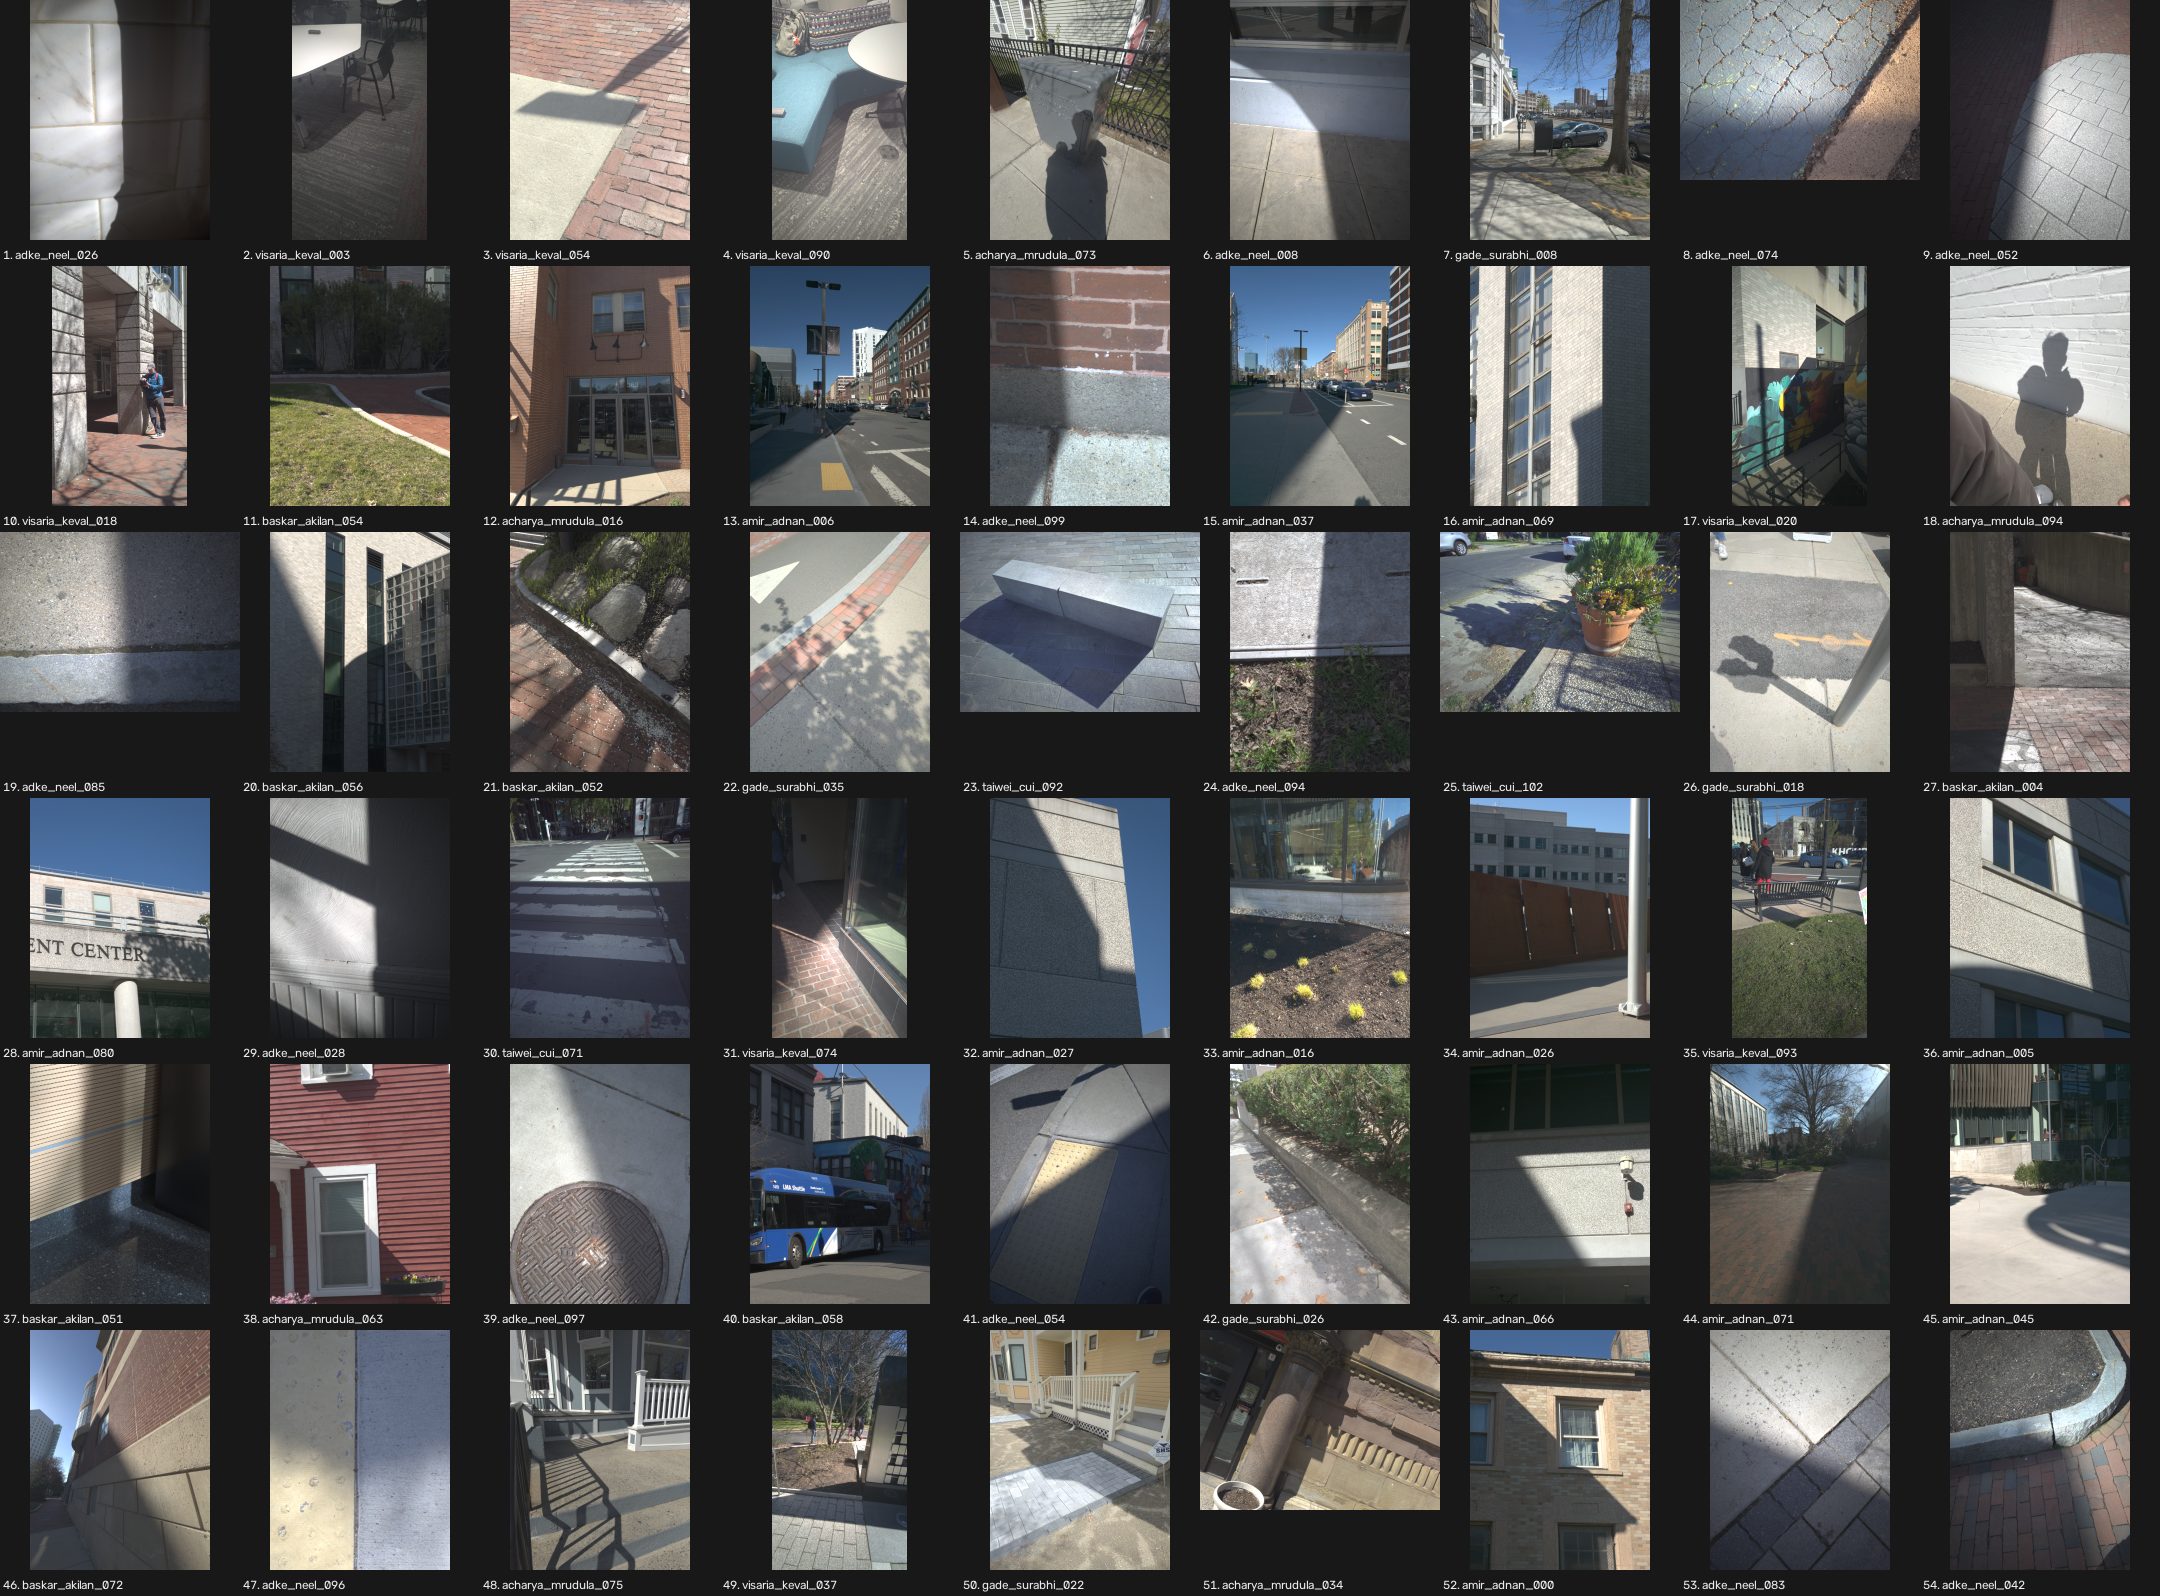 1. adke_neel_026
2. visaria_keval_003
3. visaria_keval_054
4. visaria_keval_090
5. acharya_mrudula_073
6. adke_neel_008
7. gade_surabhi_008
8. adke_neel_074
9. adke_neel_052
10. visaria_keval_018
11. baskar_akilan_054
12. acharya_mrudula_016
13. amir_adnan_006
14. adke_neel_099
15. amir_adnan_037
16. amir_adnan_069
17. visaria_keval_020
18. acharya_mrudula_094
19. adke_neel_085
20. baskar_akilan_056
21. baskar_akilan_052
22. gade_surabhi_035
23. taiwei_cui_092
24. adke_neel_094
25. taiwei_cui_102
26. gade_surabhi_018
27. baskar_akilan_004
ENT CENTER
28. amir_adnan_080
29. adke_neel_028
30. taiwei_cui_071
31. visaria_keval_074
32. amir_adnan_027
33. amir_adnan_016
34. amir_adnan_026
35. visaria_keval_093
36. amir_adnan_005
LMA Shuttle
37. baskar_akilan_051
38. acharya_mrudula_063
39. adke_neel_097
40. baskar_akilan_058
41. adke_neel_054
42. gade_surabhi_026
43. amir_adnan_066
44. amir_adnan_071
45. amir_adnan_045
46. baskar_akilan_072
47. adke_neel_096
48. acharya_mrudula_075
49. visaria_keval_037
50. gade_surabhi_022
51. acharya_mrudula_034
52. amir_adnan_000
53. adke_neel_083
54. adke_neel_042